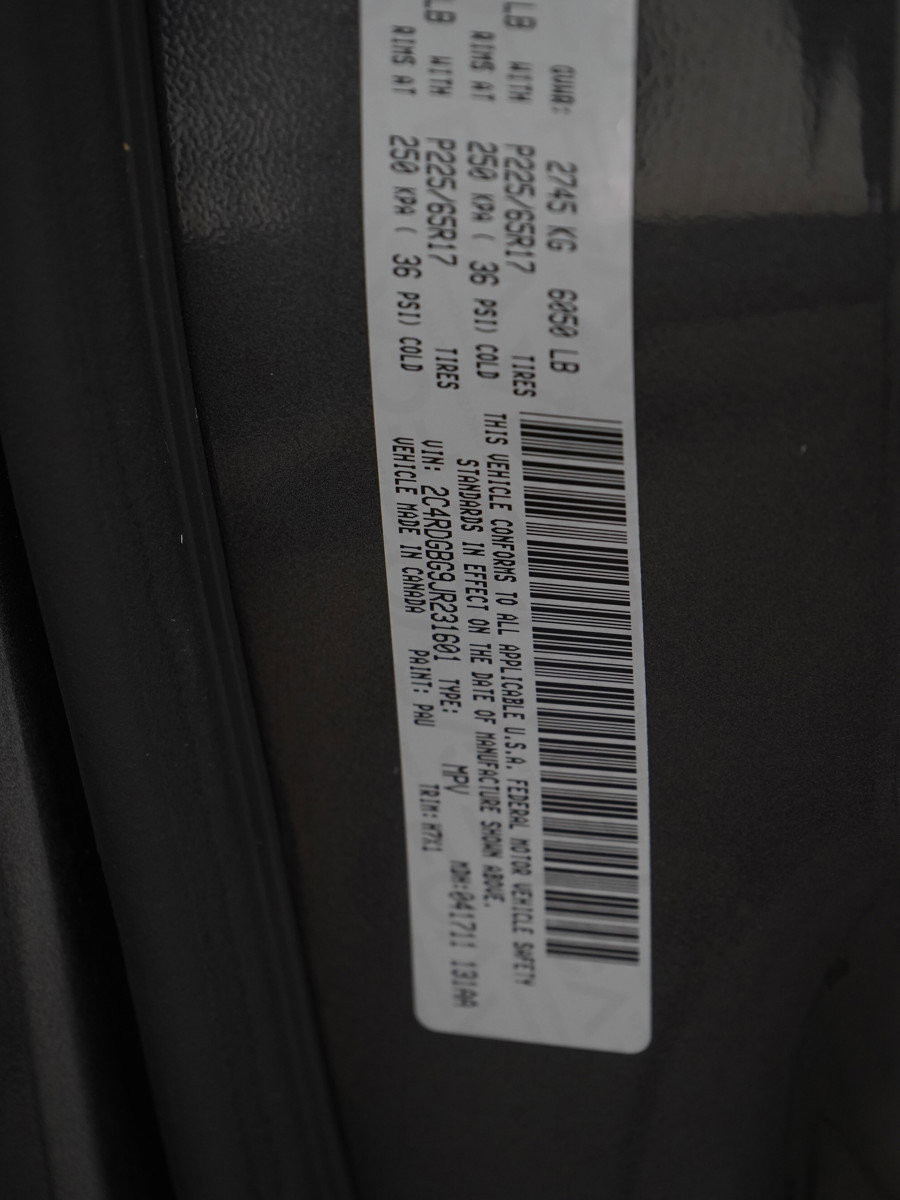 GVWR: 2745 KG 6050 LB
LB WITH P225/65R17 TIRES
RIMS AT 250 KPA ( 36 PSI) COLD
LB WITH P225/65R17 TIRES
RIMS AT 250 KPA ( 36 PSI) COLD
THIS VEHICLE CONFORMS TO ALL APPLICABLE U.S.A. FEDERAL MOTOR VEHICLE SAFETY
STANDARDS IN EFFECT ON THE DATE OF MANUFACTURE SHOWN ABOVE.
VIN: 2C4RDGBG9JR231601 TYPE: MPV MDH:041711 131AA
VEHICLE MADE IN CANADA PAINT: PAU TRIM:H7X1